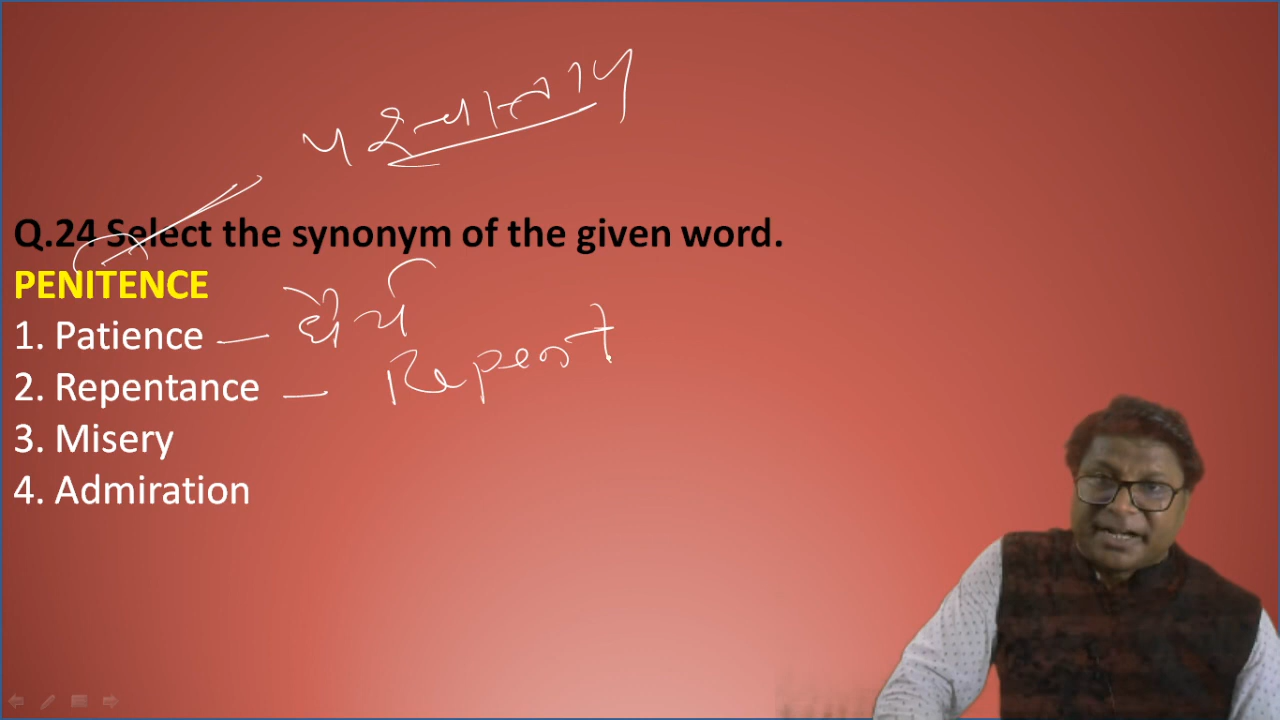 पश्चाताप
Q.24 Select the synonym of the given word.
PENITENCE
1. Patience — धैर्य
2. Repentance — Repent
3. Misery
4. Admiration